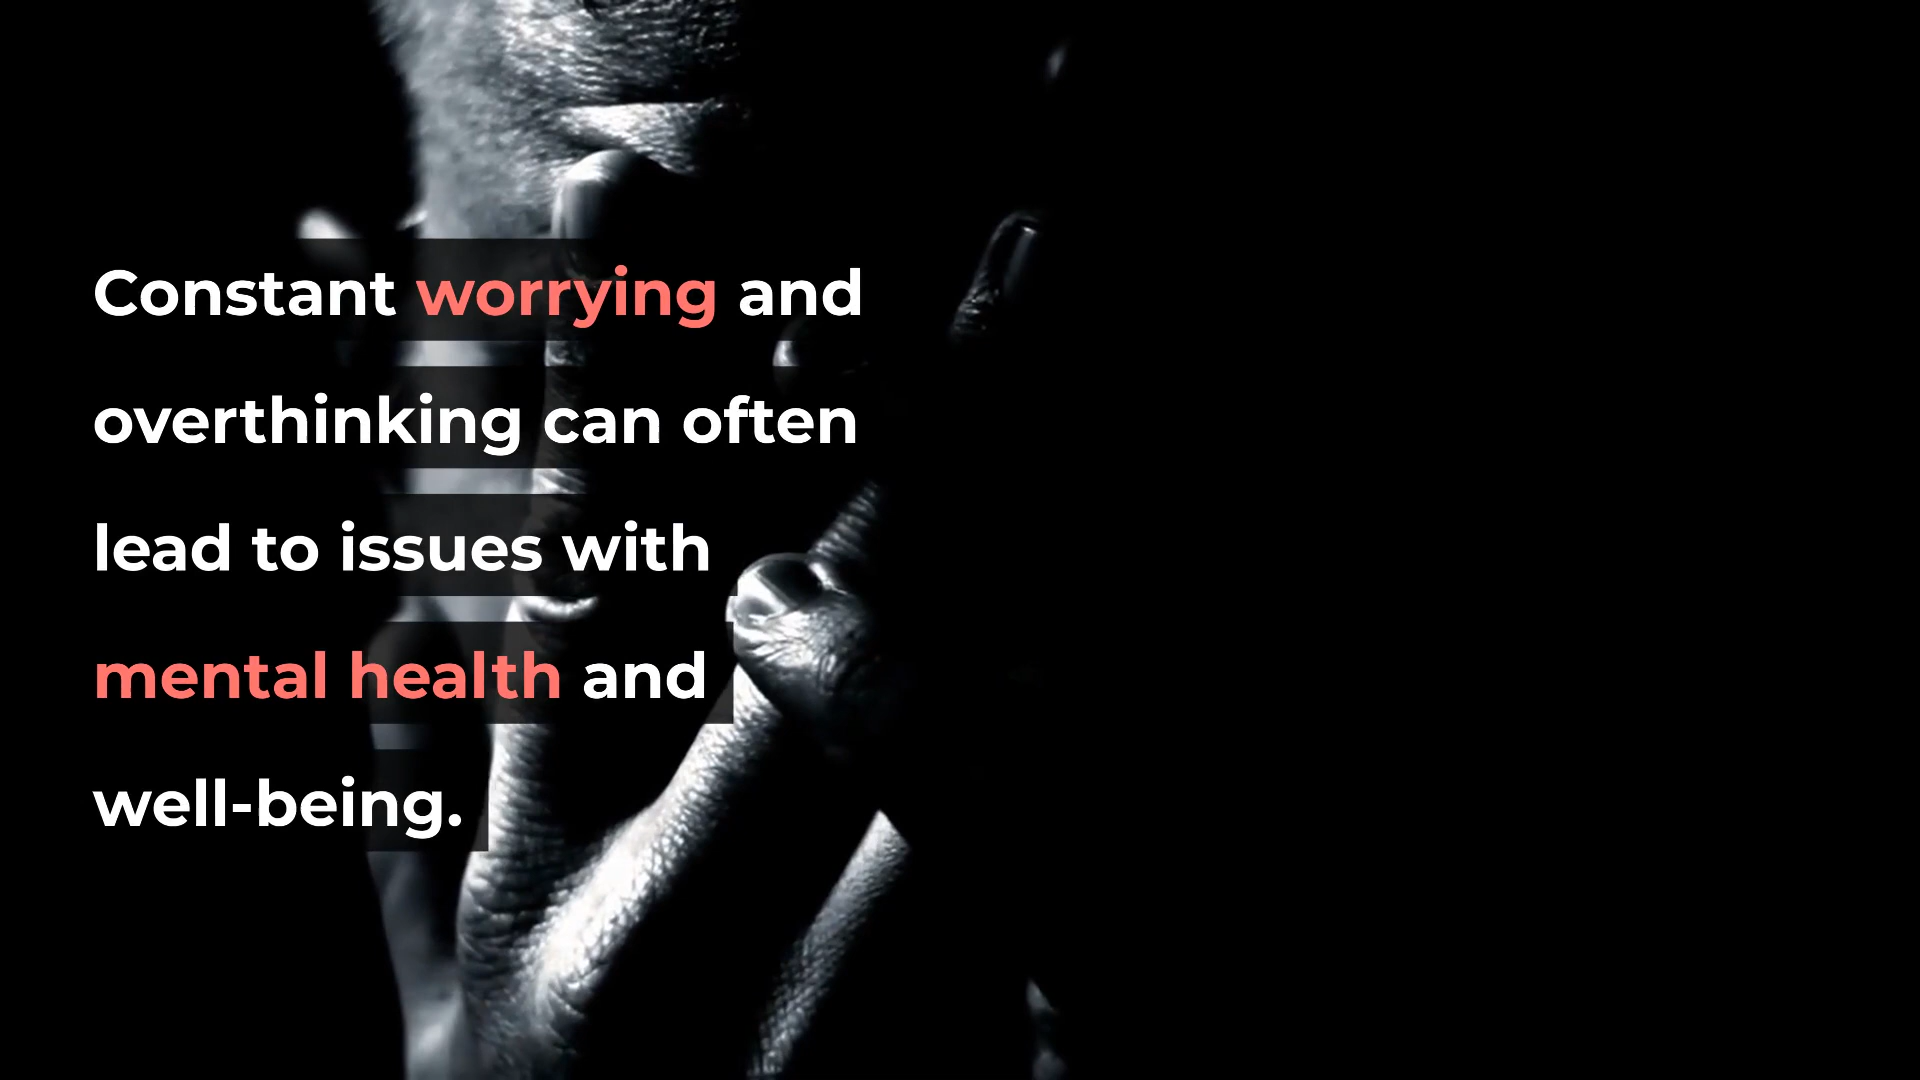 Constant worrying and
overthinking can often
lead to issues with
mental health and
well-being.